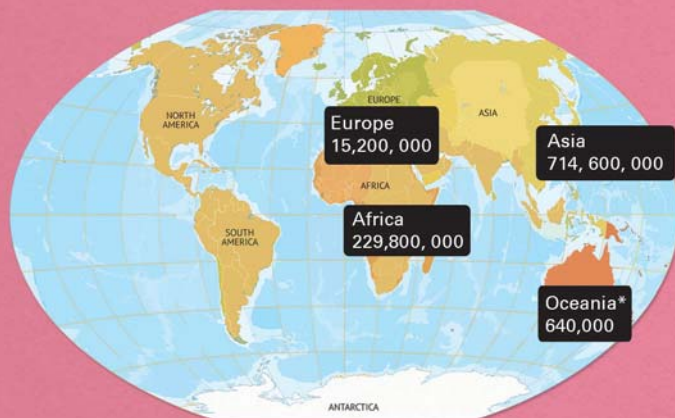 NORTH
AMERICA
EUROPE
ASIA
Europe
15,200, 000
Asia
714, 600, 000
AFRICA
Africa
229,800, 000
SOUTH
AMERICA
Oceania*
640,000
ANTARCTICA